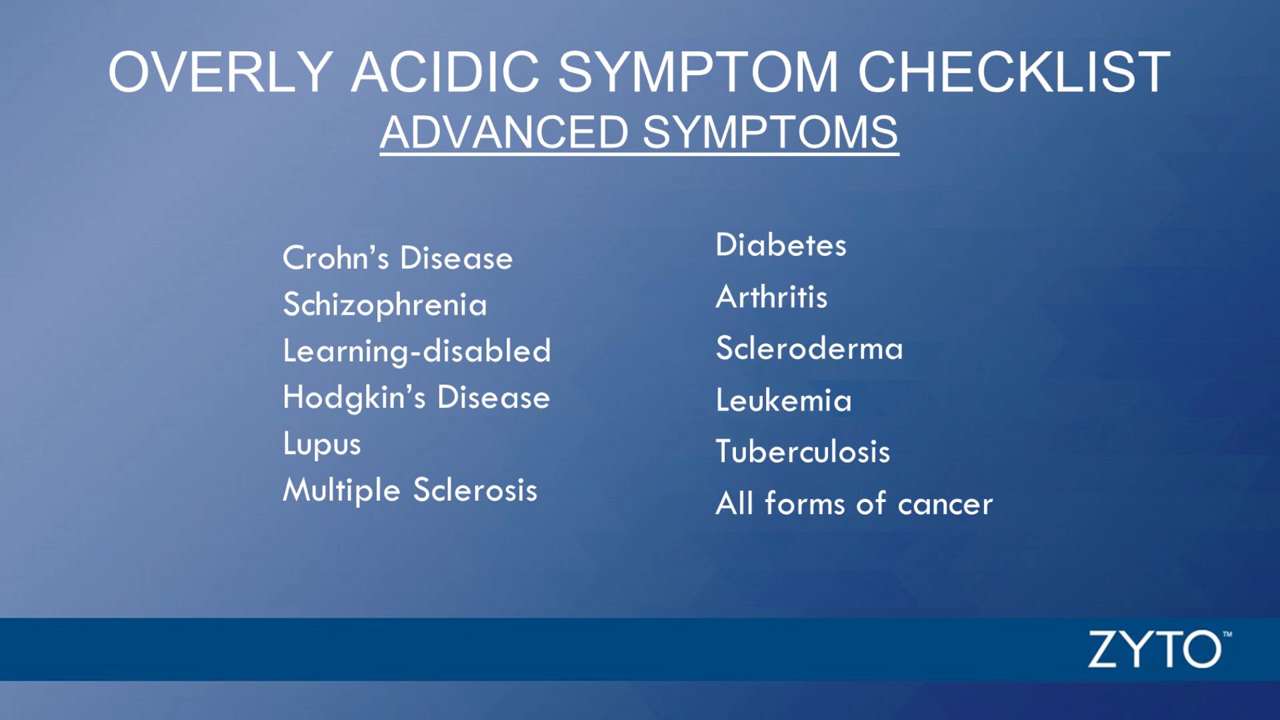 OVERLY ACIDIC SYMPTOM CHECKLIST
ADVANCED SYMPTOMS
Crohn's Disease
Schizophrenia
Learning-disabled
Hodgkin's Disease
Lupus
Multiple Sclerosis
Diabetes
Arthritis
Scleroderma
Leukemia
Tuberculosis
All forms of cancer
ZYTO™